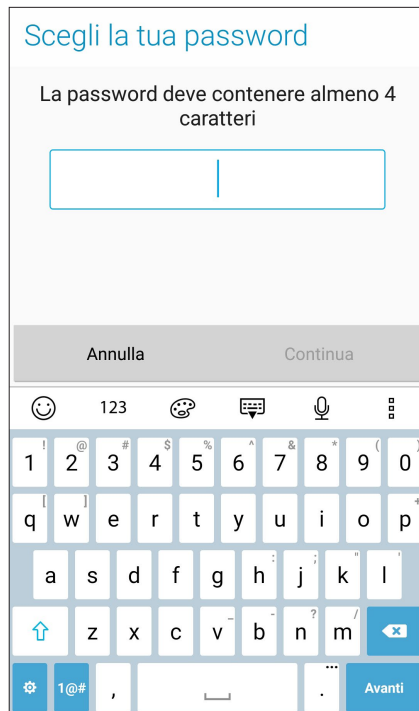 Scegli la tua password
La password deve contenere almeno 4
caratteri
Annulla Continua
123
! @ # $ % ^ & * ( )
1 2 3 4 5 6 7 8 9 0
[ ] +
q w e r t y u i o p
: ; " '
a s d f g h j k l
_ - ? /
z x c v b n m
1@# , . ... Avanti